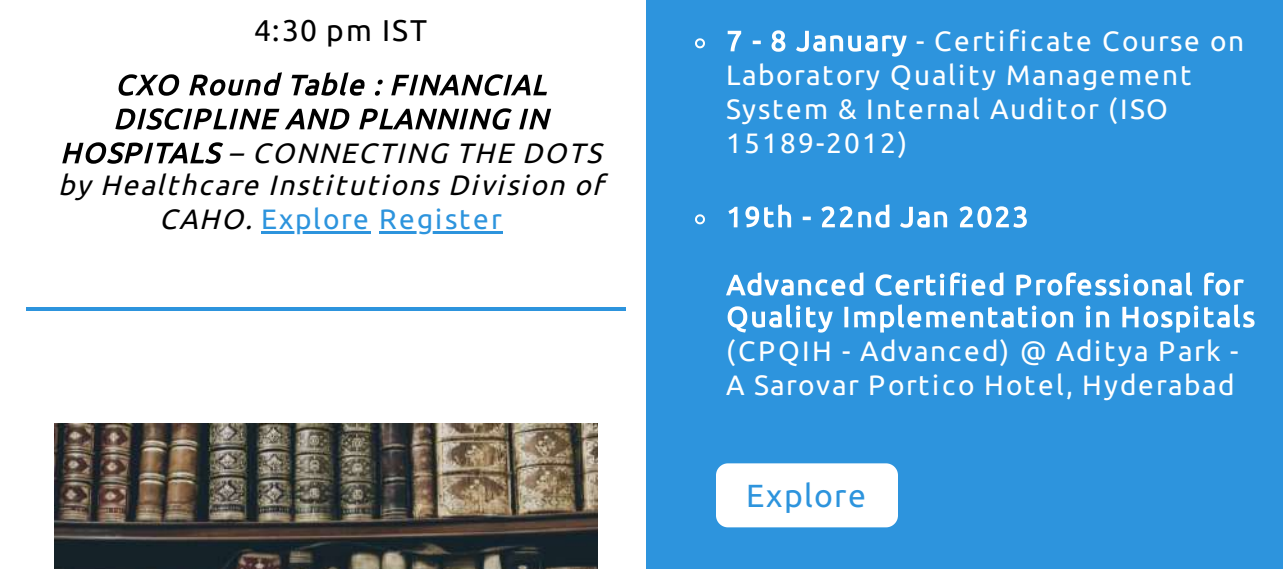 4:30 pm IST
CXO Round Table : FINANCIAL
DISCIPLINE AND PLANNING IN
HOSPITALS – CONNECTING THE DOTS
by Healthcare Institutions Division of
CAHO. Explore Register
7 - 8 January - Certificate Course on
Laboratory Quality Management
System & Internal Auditor (ISO
15189-2012)
19th - 22nd Jan 2023
Advanced Certified Professional for
Quality Implementation in Hospitals
(CPQIH - Advanced) @ Aditya Park -
A Sarovar Portico Hotel, Hyderabad
Explore